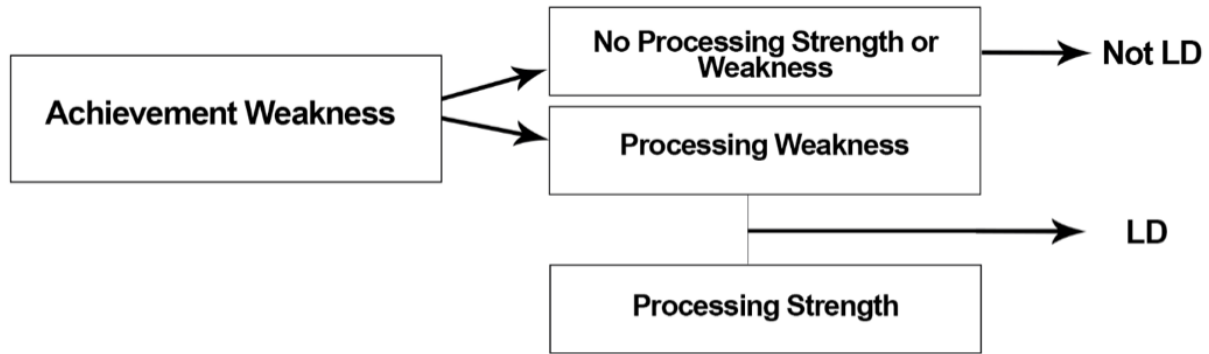 No Processing Strength or
Weakness
Not LD
Achievement Weakness
Processing Weakness
LD
Processing Strength